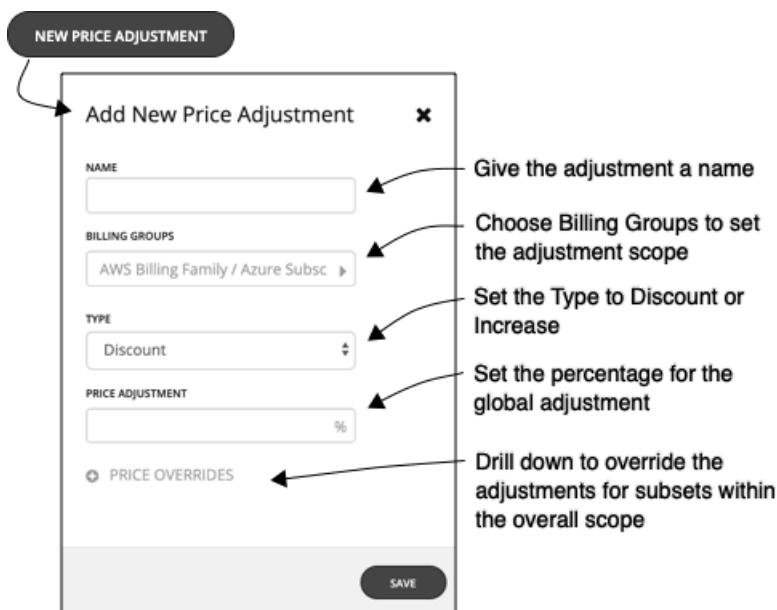 NEW PRICE ADJUSTMENT
Add New Price Adjustment ✖
NAME
Give the adjustment a name
BILLING GROUPS
AWS Billing Family / Azure Subsc
Choose Billing Groups to set
the adjustment scope
TYPE
Discount
Set the Type to Discount or
Increase
PRICE ADJUSTMENT
%
Set the percentage for the
global adjustment
PRICE OVERRIDES
Drill down to override the
adjustments for subsets within
the overall scope
SAVE